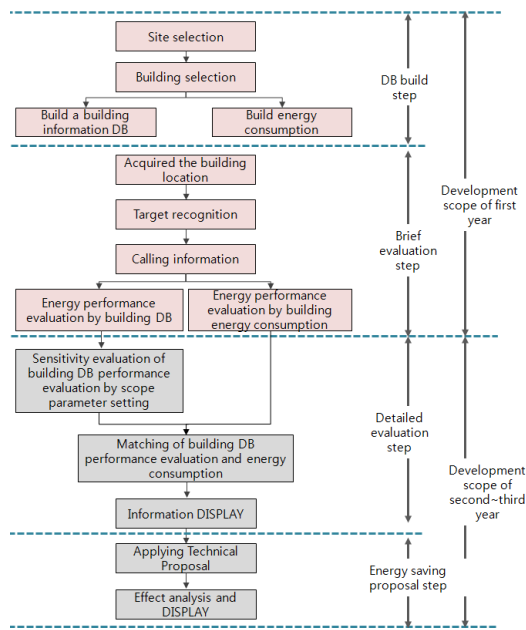 Site selection
Building selection
Build a building
information DB
Build energy
consumption
DB build
step
Acquired the building
location
Target recognition
Calling information
Energy performance
evaluation by building DB
Energy performance
evaluation by building
energy consumption
Brief
evaluation
step
Development
scope of first
year
Sensitivity evaluation of
building DB performance
evaluation by scope
parameter setting
Matching of building DB
performance evaluation and energy
consumption
Information DISPLAY
Detailed
evaluation
step
Applying Technical
Proposal
Effect analysis and
DISPLAY
Energy saving
proposal step
Development
scope of
second~third
year